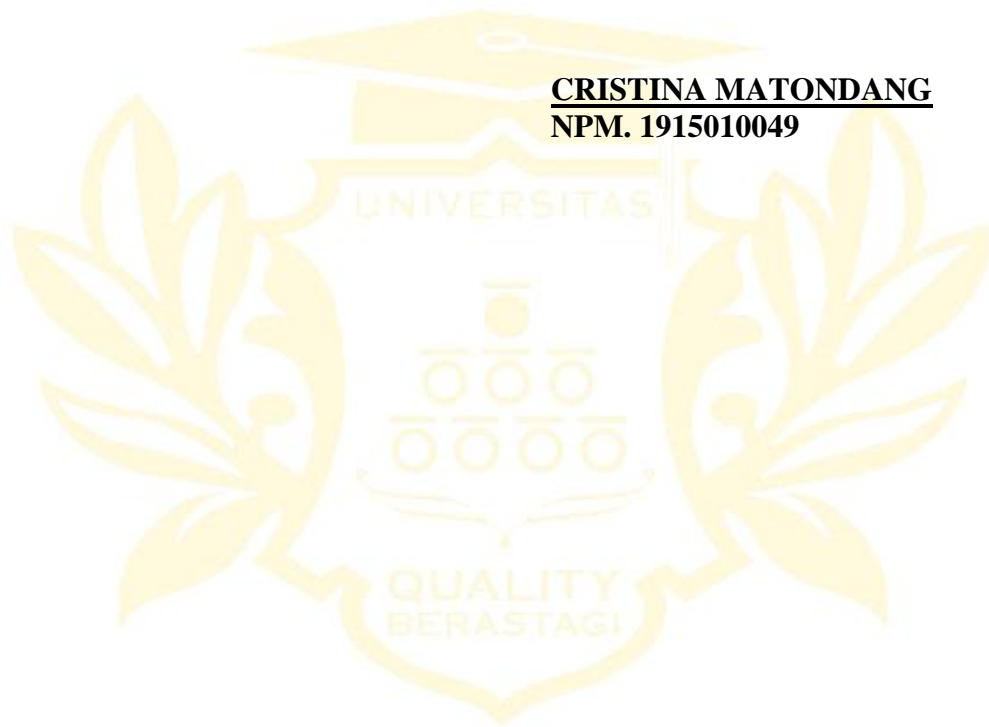 CRISTINA MATONDANG
NPM. 1915010049
UNIVERSITAS
QUALITY
BERASTAGI